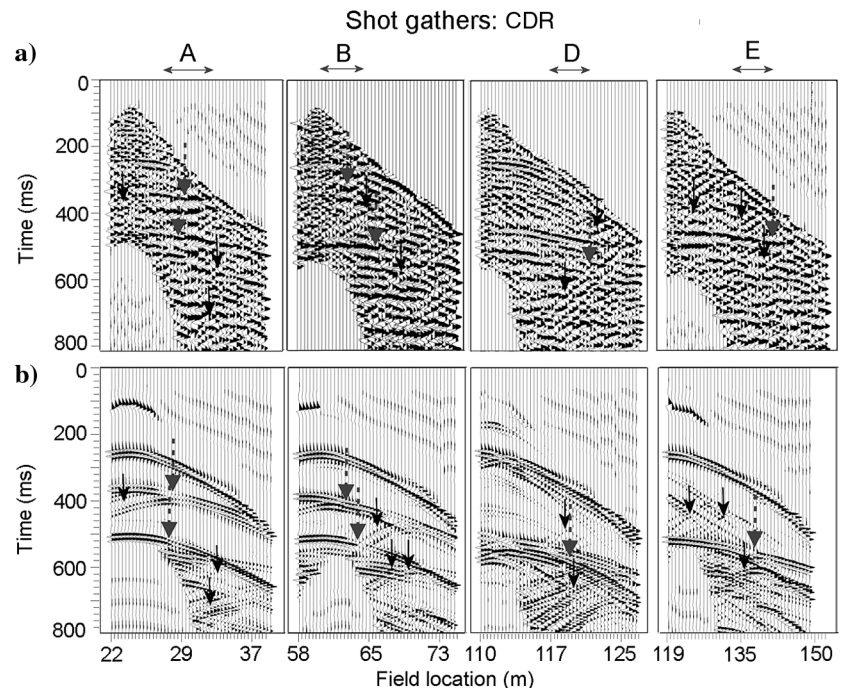 Shot gathers: CDR
a)
A
B
D
E
0
200
400
600
800
Time (ms)
b)
0
200
400
600
800
Time (ms)
22 29 37 58 65 73 110 117 125 119 135 150
Field location (m)